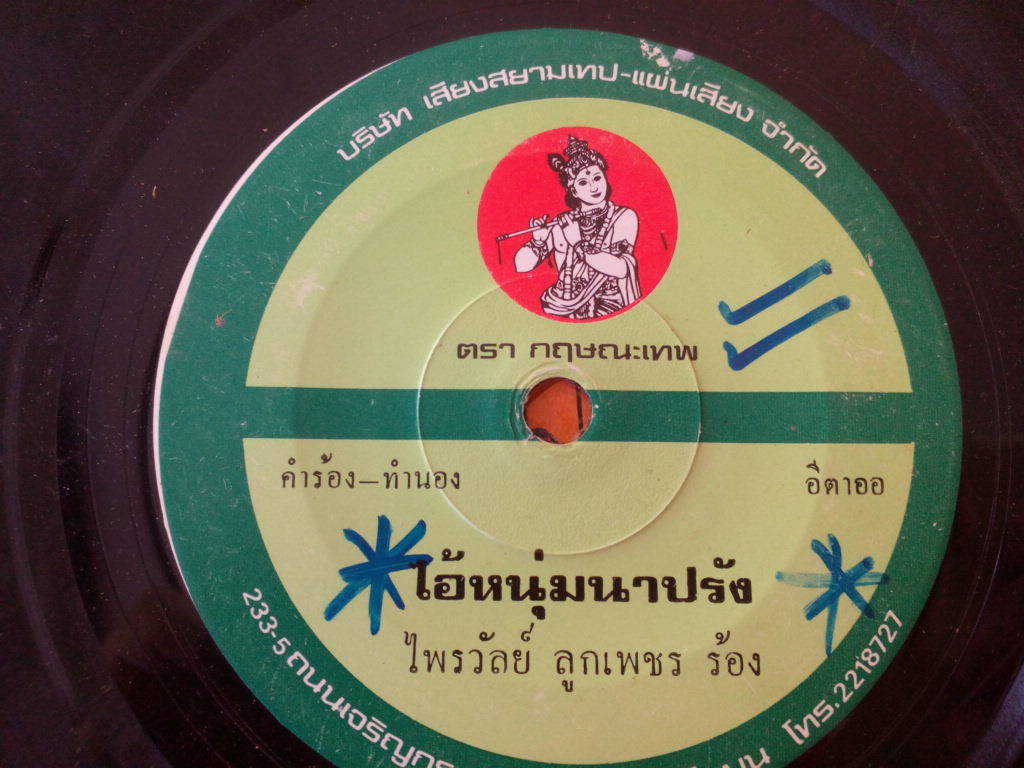 บริษัท เสียงสยามเทป-แผ่นเสียง จำกัด
ตรา กฤษณะเทพ
คำร้อง-ทำนอง อีตาออ
ไอ้หนุ่มนาปรัง
ไพรวัลย์ ลูกเพชร ร้อง
233-5 โทร.2218727